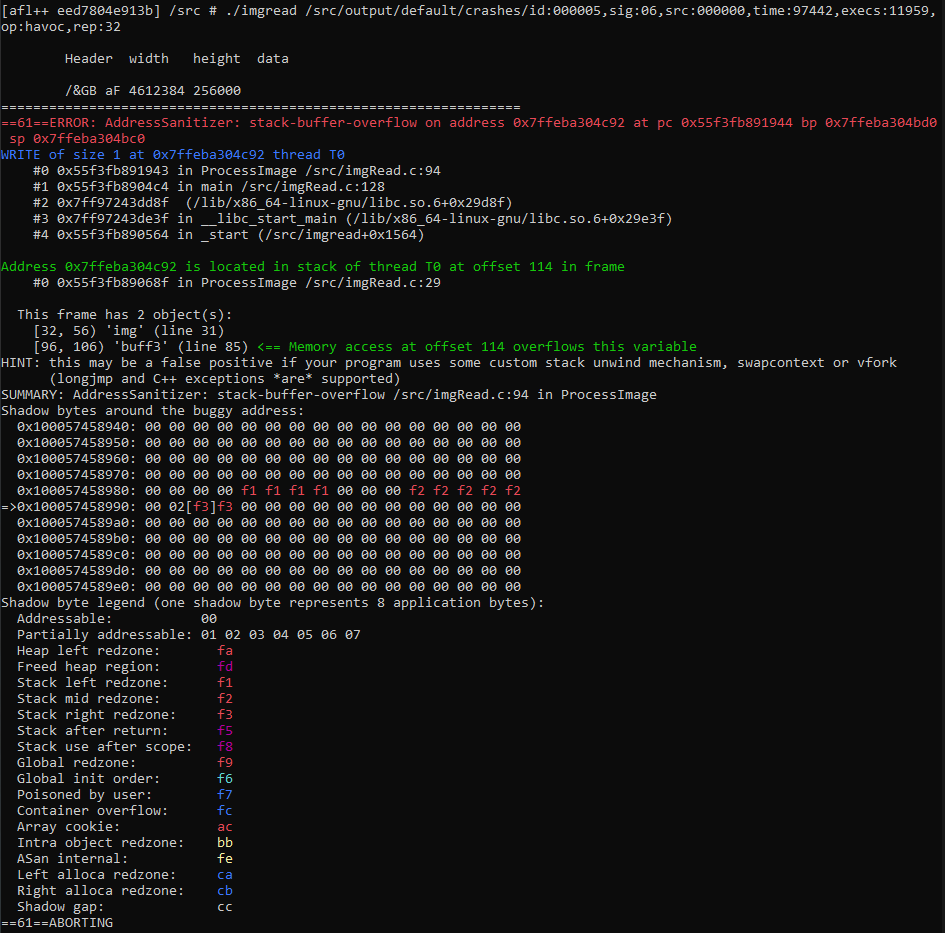 [afl++ eed7804e913b] /src # ./imgread /src/output/default/crashes/id:000005,sig:06,src:000000,time:97442,execs:11959,
op:havoc,rep:32
Header  width   height  data
/&GB aF 4612384 256000
=================================================================
==61==ERROR: AddressSanitizer: stack-buffer-overflow on address 0x7ffeba304c92 at pc 0x55f3fb891944 bp 0x7ffeba304bd0
 sp 0x7ffeba304bc0
WRITE of size 1 at 0x7ffeba304c92 thread T0
    #0 0x55f3fb891943 in ProcessImage /src/imgRead.c:94
    #1 0x55f3fb8904c4 in main /src/imgRead.c:128
    #2 0x7ff97243dd8f  (/lib/x86_64-linux-gnu/libc.so.6+0x29d8f)
    #3 0x7ff97243de3f in __libc_start_main (/lib/x86_64-linux-gnu/libc.so.6+0x29e3f)
    #4 0x55f3fb890564 in _start (/src/imgread+0x1564)
Address 0x7ffeba304c92 is located in stack of thread T0 at offset 114 in frame
    #0 0x55f3fb89068f in ProcessImage /src/imgRead.c:29
  This frame has 2 object(s):
    [32, 56) 'img' (line 31)
    [96, 106) 'buff3' (line 85) <== Memory access at offset 114 overflows this variable
HINT: this may be a false positive if your program uses some custom stack unwind mechanism, swapcontext or vfork
      (longjmp and C++ exceptions *are* supported)
SUMMARY: AddressSanitizer: stack-buffer-overflow /src/imgRead.c:94 in ProcessImage
Shadow bytes around the buggy address:
  0x100057458940: 00 00 00 00 00 00 00 00 00 00 00 00 00 00 00 00
  0x100057458950: 00 00 00 00 00 00 00 00 00 00 00 00 00 00 00 00
  0x100057458960: 00 00 00 00 00 00 00 00 00 00 00 00 00 00 00 00
  0x100057458970: 00 00 00 00 00 00 00 00 00 00 00 00 00 00 00 00
  0x100057458980: 00 00 00 00 f1 f1 f1 f1 00 00 00 f2 f2 f2 f2 f2
=>0x100057458990: 00 02[f3]f3 00 00 00 00 00 00 00 00 00 00 00 00
  0x1000574589a0: 00 00 00 00 00 00 00 00 00 00 00 00 00 00 00 00
  0x1000574589b0: 00 00 00 00 00 00 00 00 00 00 00 00 00 00 00 00
  0x1000574589c0: 00 00 00 00 00 00 00 00 00 00 00 00 00 00 00 00
  0x1000574589d0: 00 00 00 00 00 00 00 00 00 00 00 00 00 00 00 00
  0x1000574589e0: 00 00 00 00 00 00 00 00 00 00 00 00 00 00 00 00
Shadow byte legend (one shadow byte represents 8 application bytes):
  Addressable:           00
  Partially addressable: 01 02 03 04 05 06 07
  Heap left redzone:       fa
  Freed heap region:       fd
  Stack left redzone:      f1
  Stack mid redzone:       f2
  Stack right redzone:     f3
  Stack after return:      f5
  Stack use after scope:   f8
  Global redzone:          f9
  Global init order:       f6
  Poisoned by user:        f7
  Container overflow:      fc
  Array cookie:            ac
  Intra object redzone:    bb
  ASan internal:           fe
  Left alloca redzone:     ca
  Right alloca redzone:    cb
  Shadow gap:              cc
==61==ABORTING